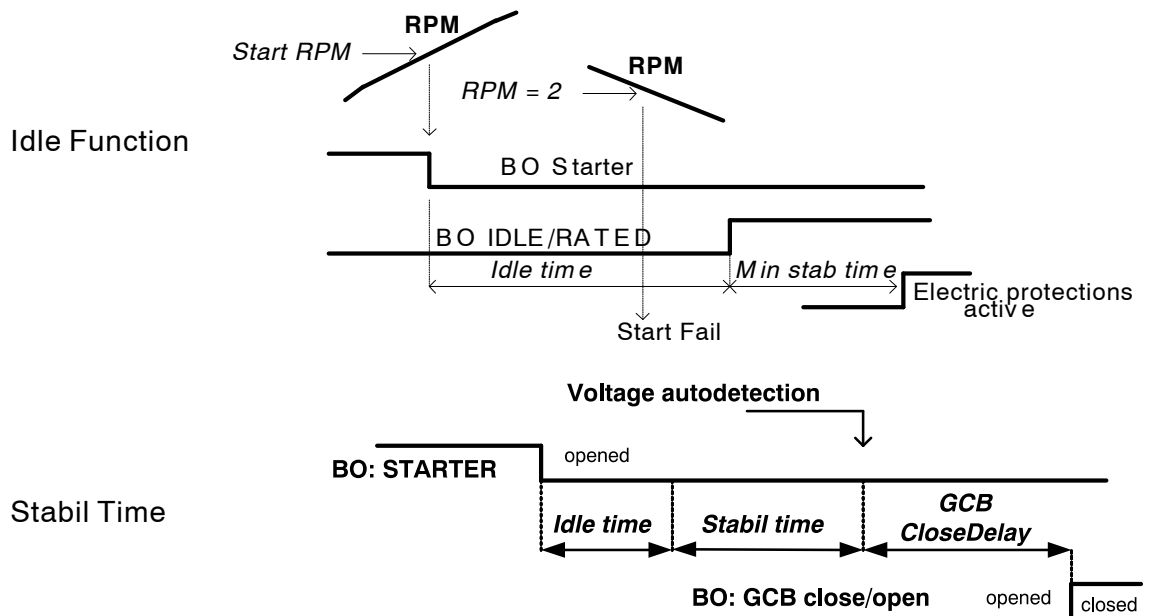 RPM
Start RPM
RPM
RPM = 2
Idle Function
BO Starter
BO IDLE/RATED
Idle time
Min stab time
Electric protections
active
Start Fail
Voltage autodetection
opened
BO: STARTER
Stabil Time
Idle time
Stabil time
GCB
CloseDelay
BO: GCB close/open
opened
closed